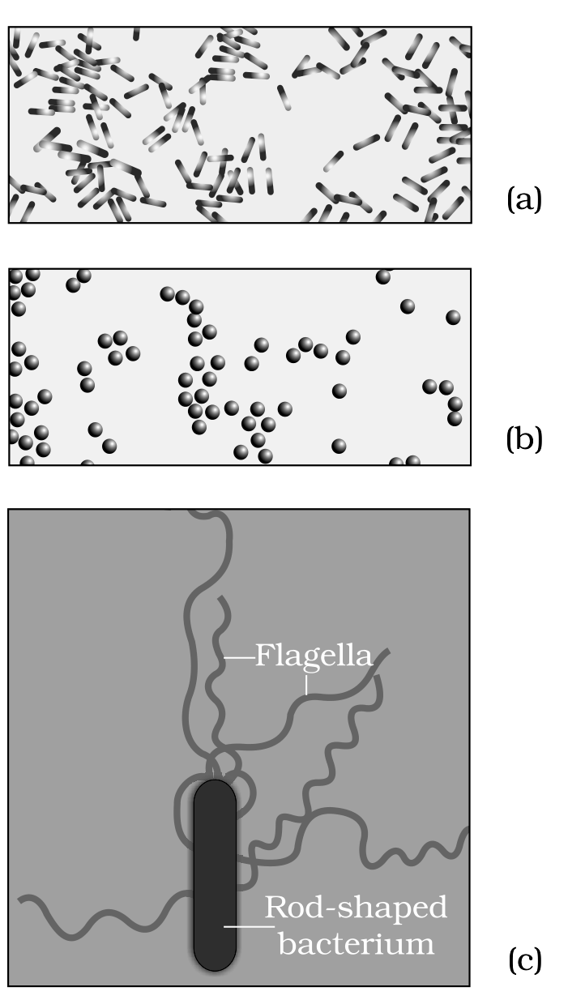 (a)
(b)
Flagella
Rod-shaped
bacterium
(c)